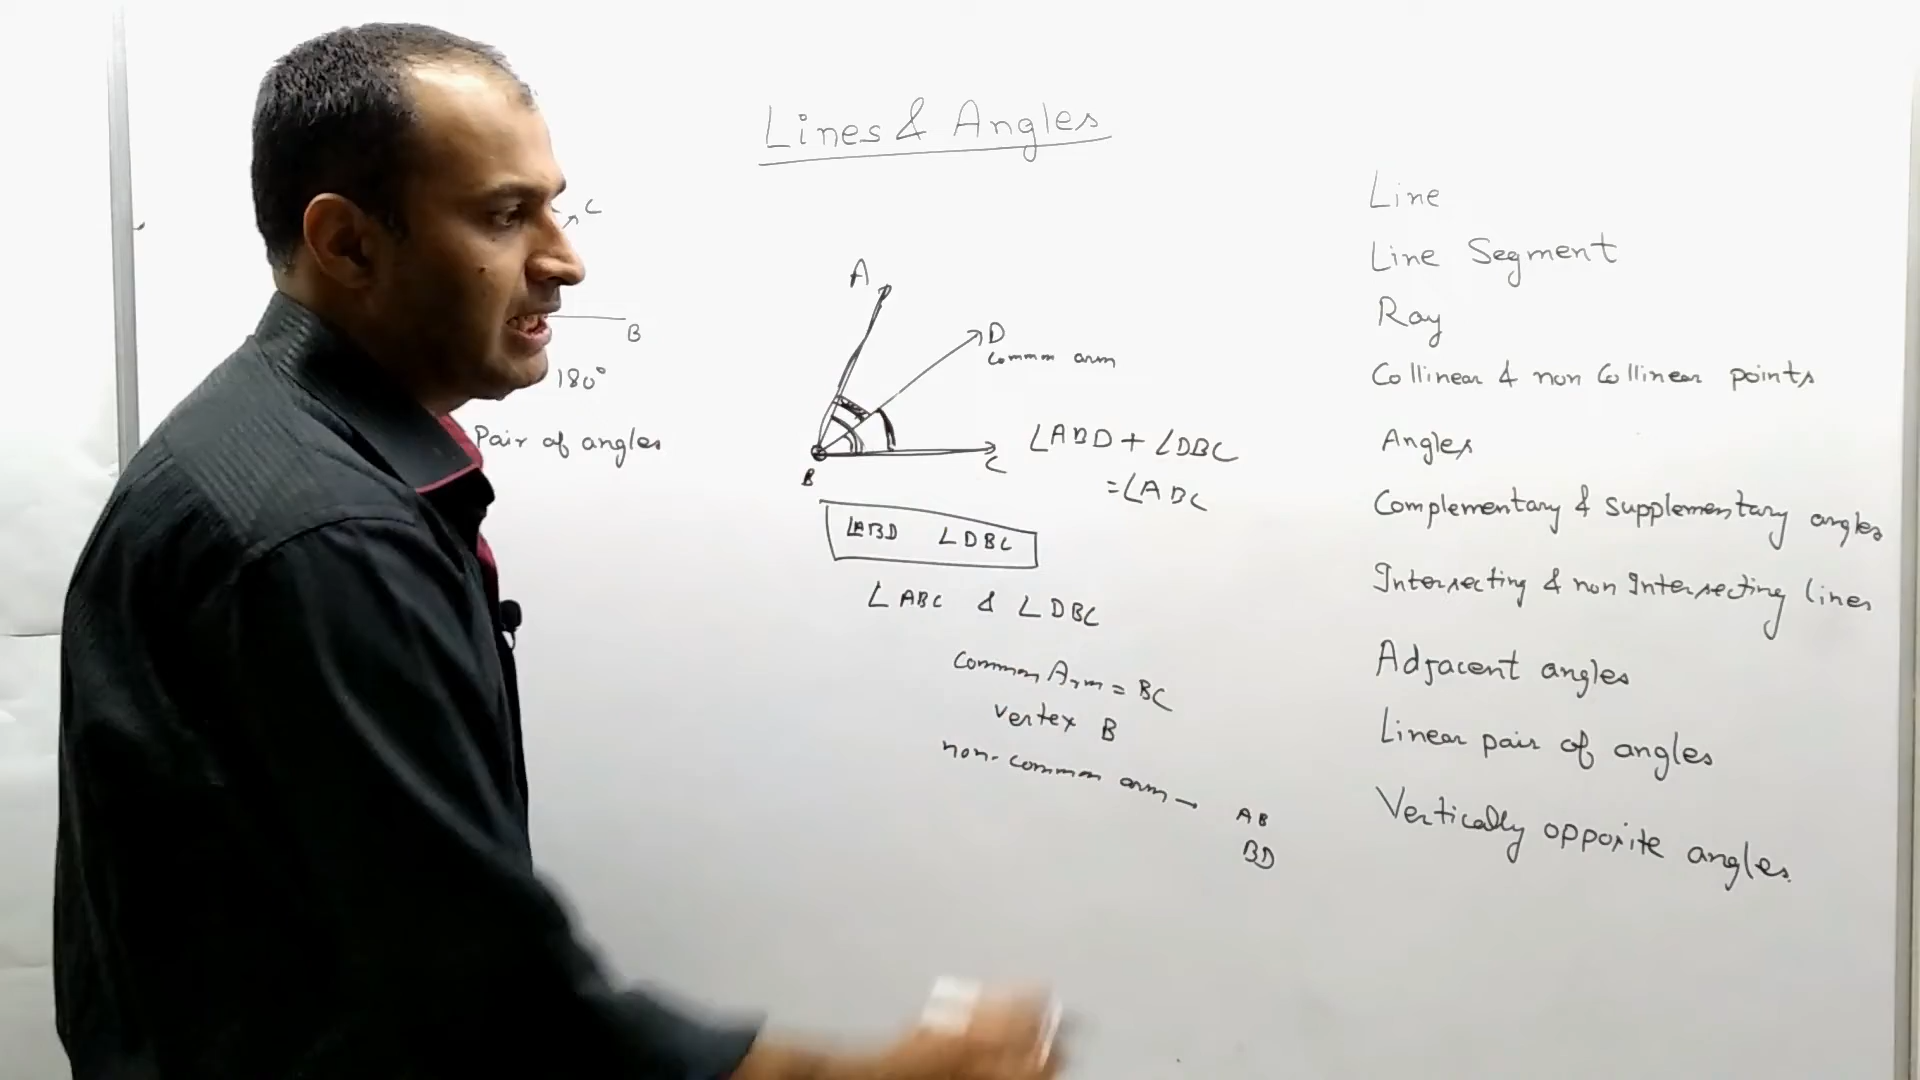 Lines & Angles
C
B
180°
Pair of angles
A
D
common arm
B
C
∠ABD + ∠DBC
= ∠ABC
∠ABD ∠DBC
∠ABC & ∠DBC
Common Arm = BC
vertex B
non-common arm → AB
BD
Line
Line Segment
Ray
Collinear & non Collinear points
Angles
Complementary & supplementary angles
Intersecting & non Intersecting lines
Adjacent angles
Linear pair of angles
Vertically opposite angles.